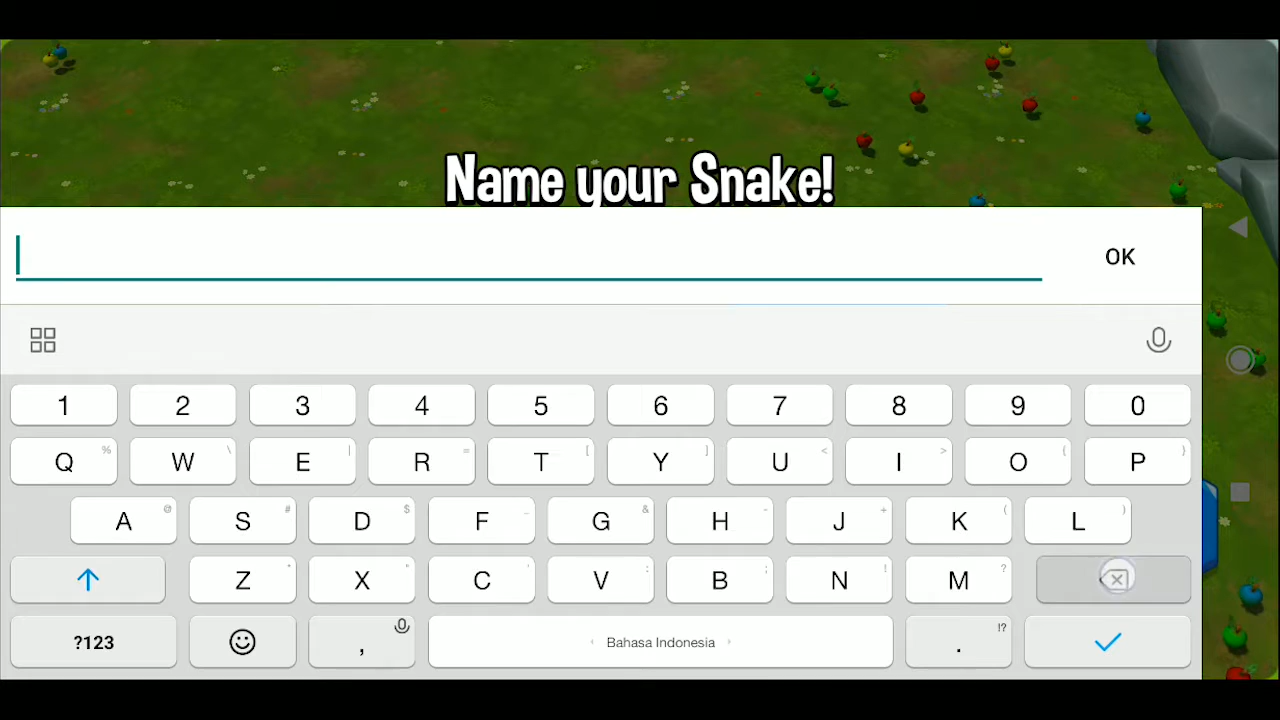 Name your Snake!
OK
1 2 3 4 5 6 7 8 9 0
Q % W \ E | R = T [ Y ] U < I > O { P }
A @ S # D $ F _ G & H - J + K ( L )
Z * X " C ' V : B ; N ! M ?
?123 , Bahasa Indonesia . !?